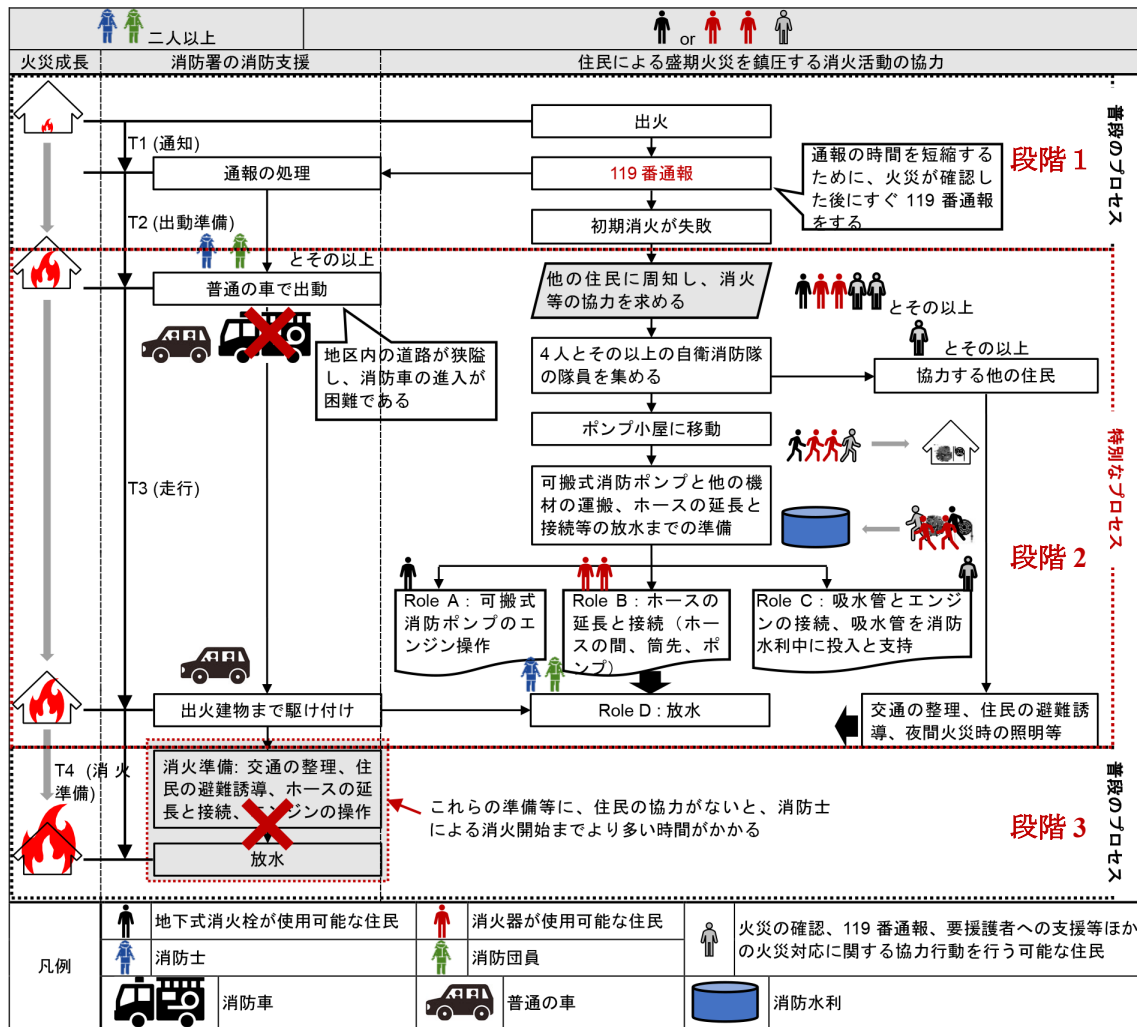 二人以上
or
火災成長
消防署の消防支援
住民による盛期火災を鎮圧する消火活動の協力
出火
T1 (通知)
通報の処理
119 番通報
通報の時間を短縮する
ために、火災が確認し
た後にすぐ 119 番通報
をする
段階 1
普段のプロセス
T2 (出動準備)
初期消火が失敗
とその以上
普通の車で出動
他の住民に周知し、消火
等の協力を求める
とその以上
地区内の道路が狭隘
し、消防車の進入が
困難である
4 人とその以上の自衛消防隊
の隊員を集める
とその以上
協力する他の住民
ポンプ小屋に移動
T3 (走行)
可搬式消防ポンプと他の機
材の運搬、ホースの延長と
接続等の放水までの準備
特別なプロセス
段階 2
Role A : 可搬式
消防ポンプのエ
ンジン操作
Role B : ホースの
延長と接続（ホー
スの間、筒先、ポ
ンプ）
Role C : 吸水管とエンジ
ンの接続、吸水管を消防
水利中に投入と支持
出火建物まで駆け付け
Role D : 放水
交通の整理、住民の避難誘
導、夜間火災時の照明等
T4 (消火
準備)
消火準備: 交通の整理、住
民の避難誘導、ホースの延
長と接続、エンジンの操作
放水
これらの準備等に、住民の協力がないと、消防士
による消火開始までより多い時間がかかる
段階 3
普段のプロセス
凡例
地下式消火栓が使用可能な住民
消火器が使用可能な住民
火災の確認、119 番通報、要援護者への支援等ほか
の火災対応に関する協力行動を行う可能な住民
消防士
消防団員
消防車
普通の車
消防水利